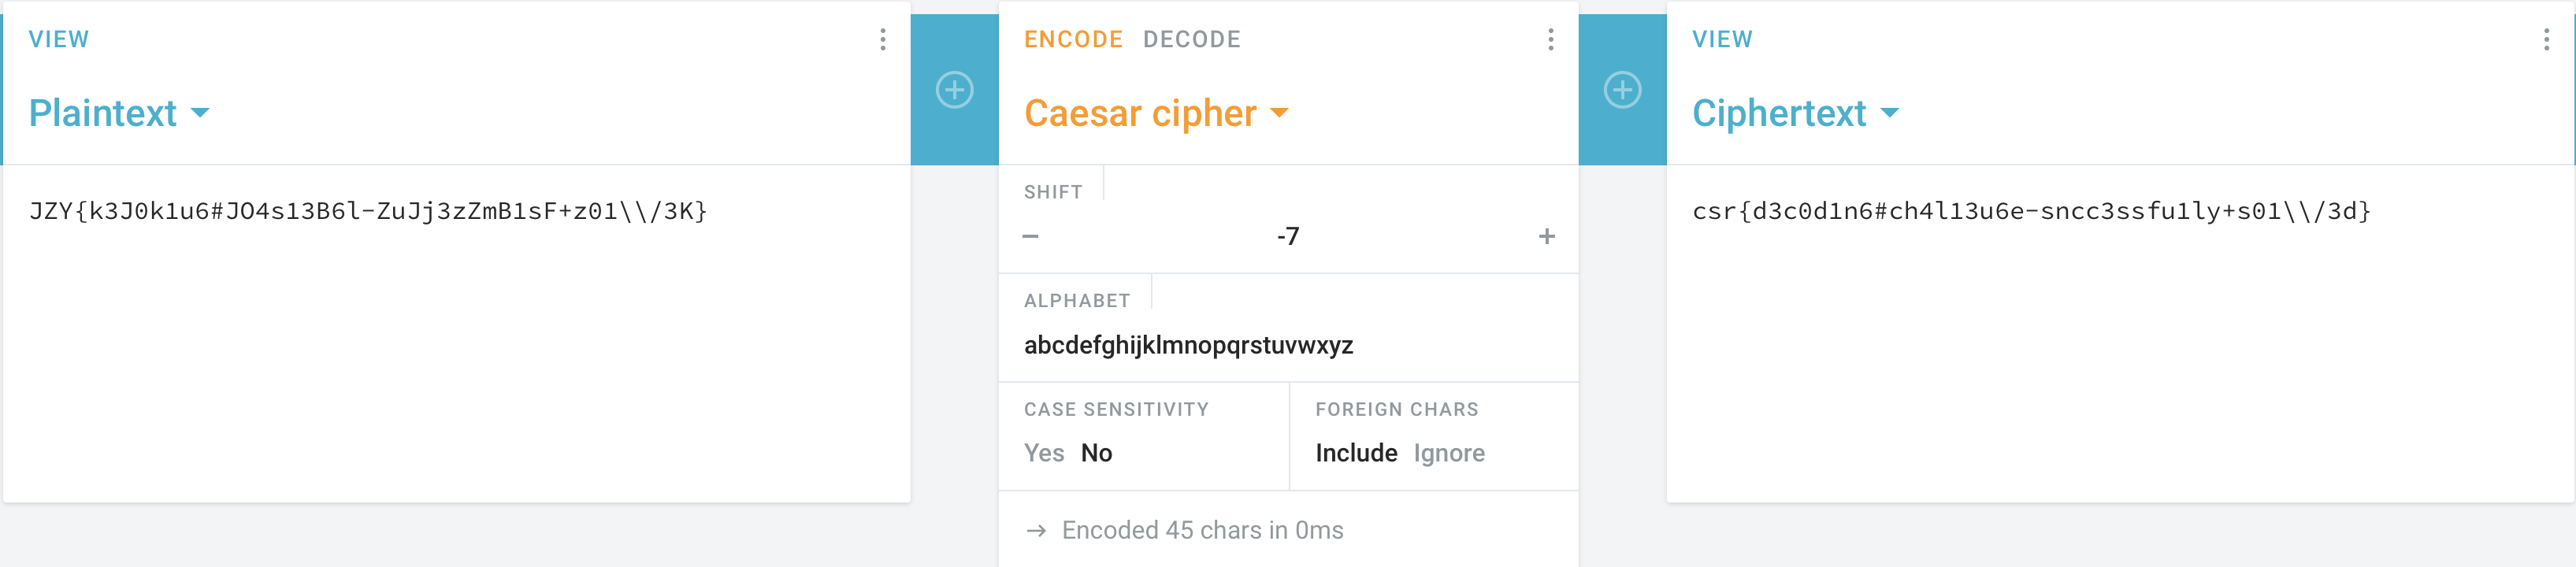 VIEW
Plaintext
JZY{k3J0k1u6#JO4s13B6l-ZuJj3zZmB1sF+z01\\/3K}
ENCODE DECODE
Caesar cipher
SHIFT
− -7 +
ALPHABET
abcdefghijklmnopqrstuvwxyz
CASE SENSITIVITY
Yes No
FOREIGN CHARS
Include Ignore
→ Encoded 45 chars in 0ms
VIEW
Ciphertext
csr{d3c0d1n6#ch4l13u6e-sncc3ssfu1ly+s01\\/3d}